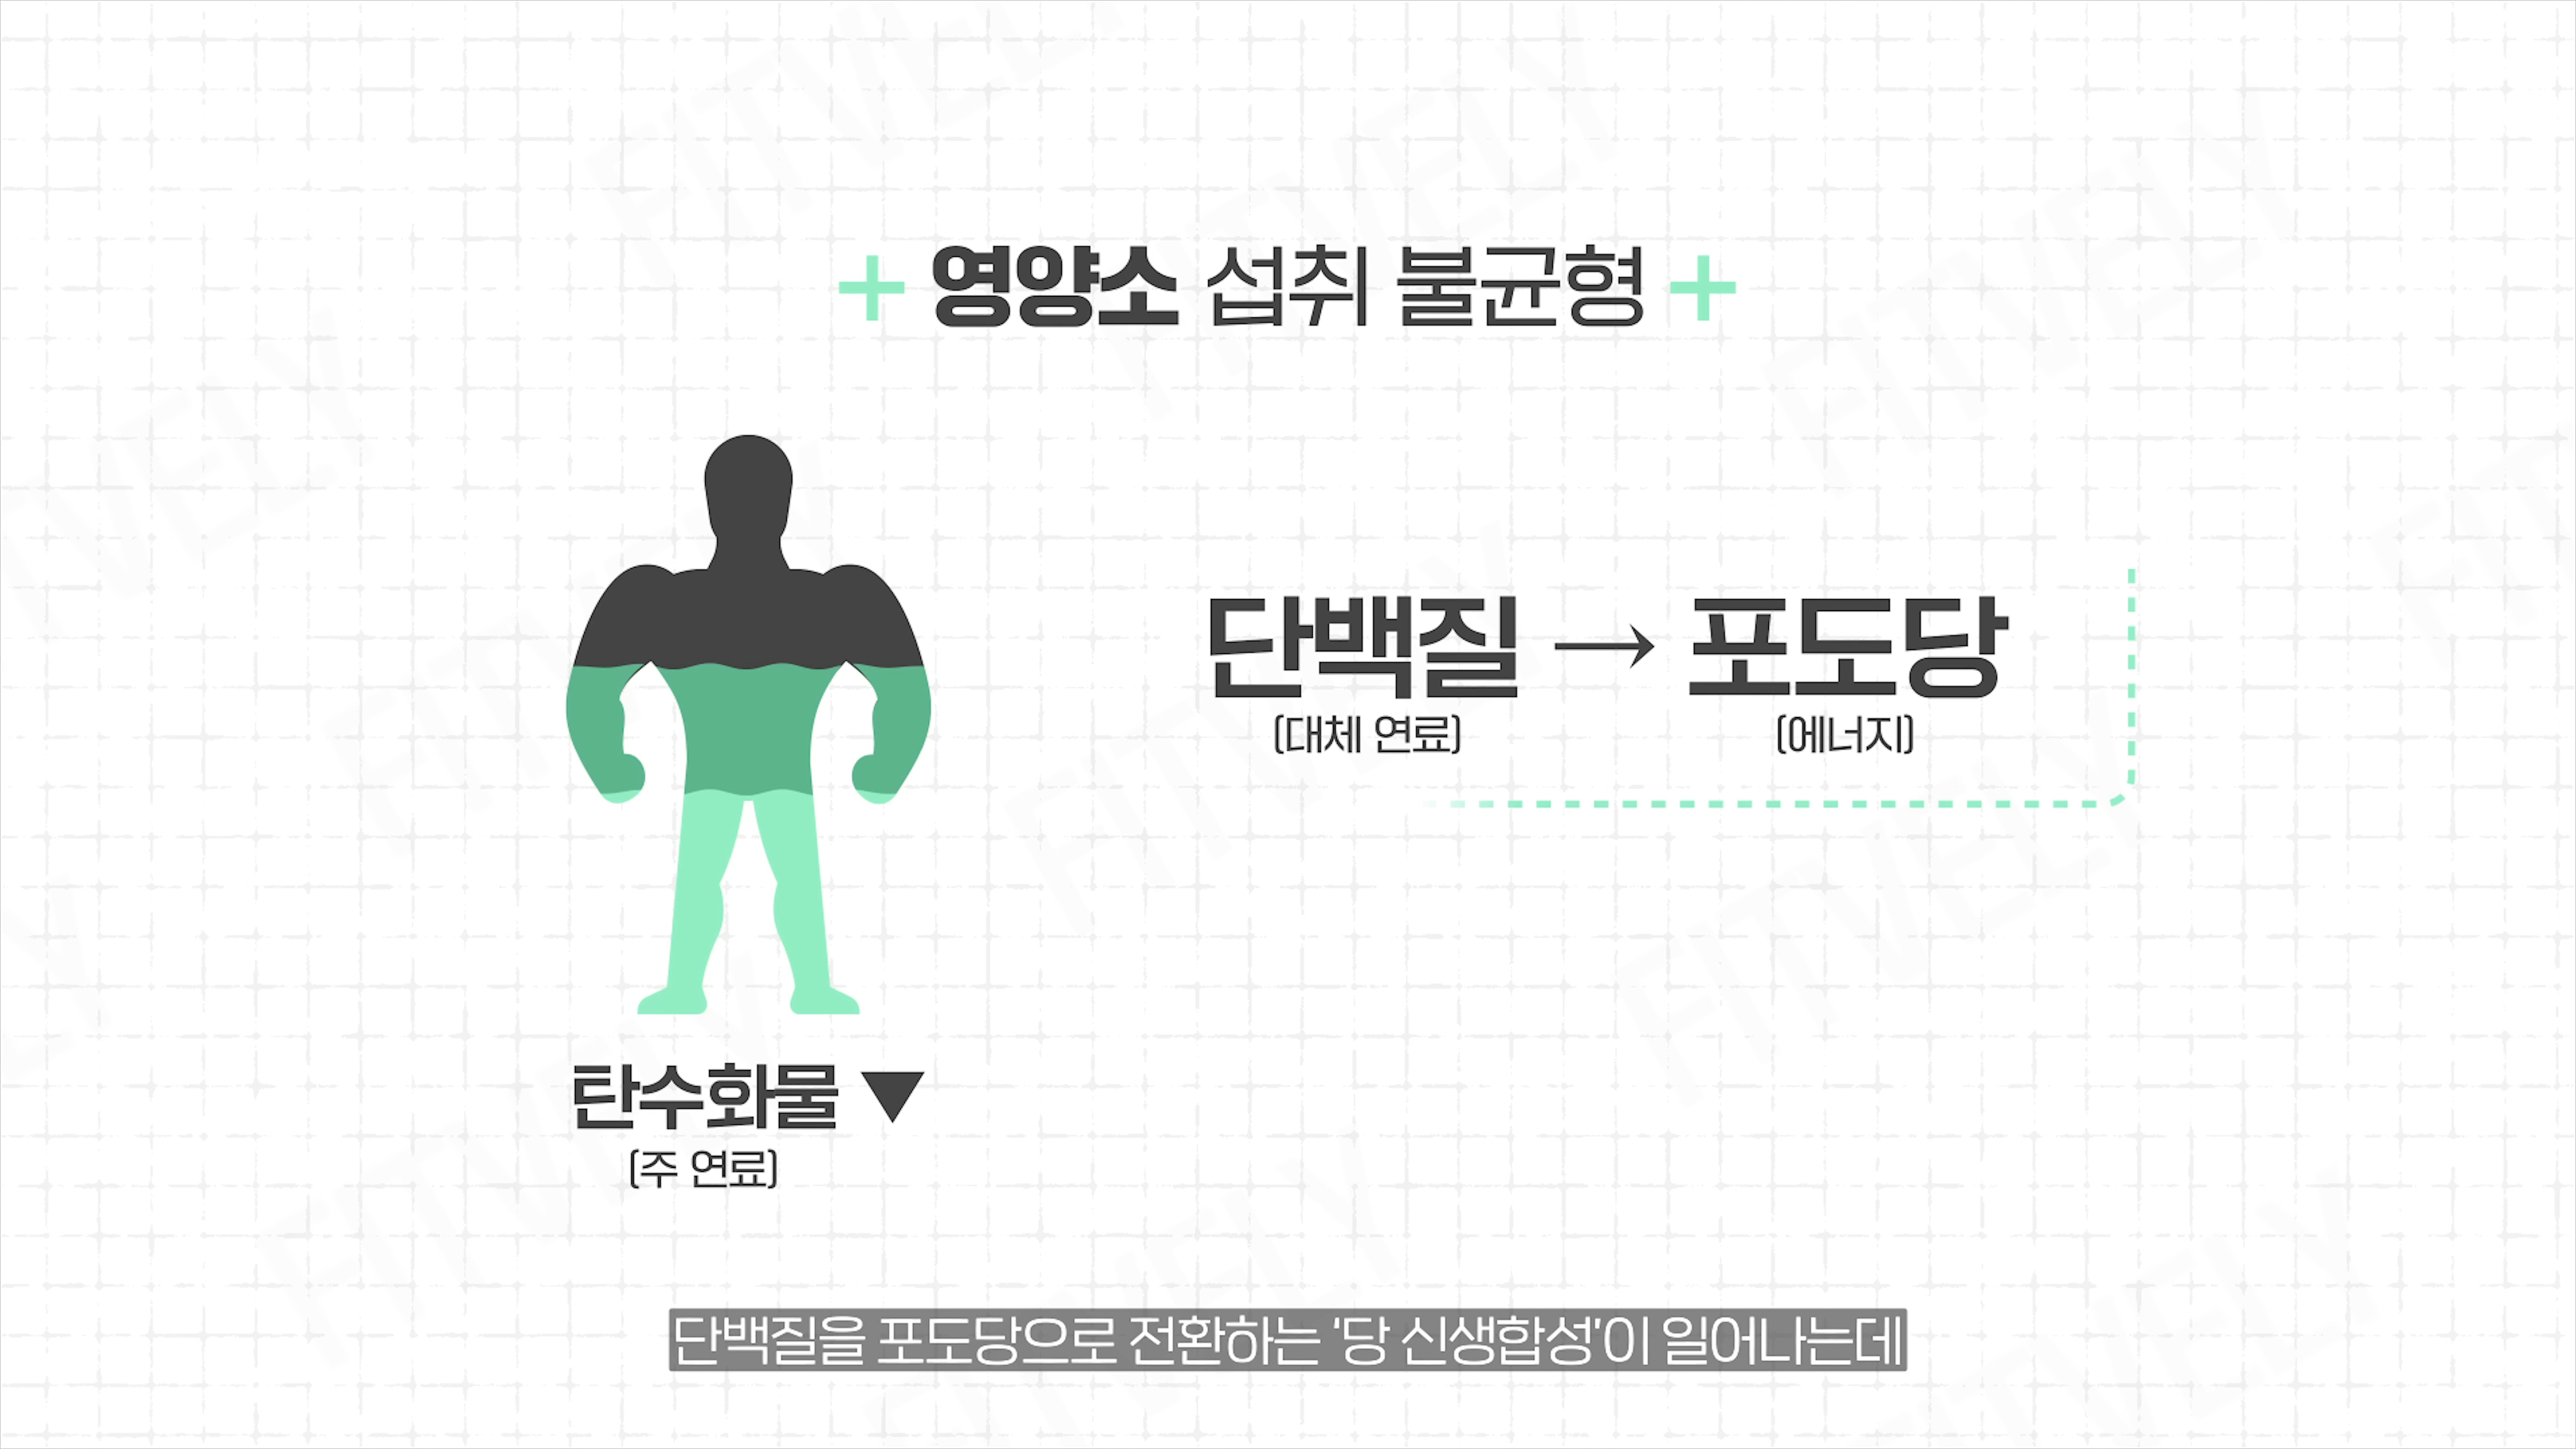 + 영양소 섭취 불균형 +
단백질 → 포도당
(대체 연료) (에너지)
탄수화물 ▼
(주 연료)
단백질을 포도당으로 전환하는 '당 신생합성'이 일어나는데
FITVELY